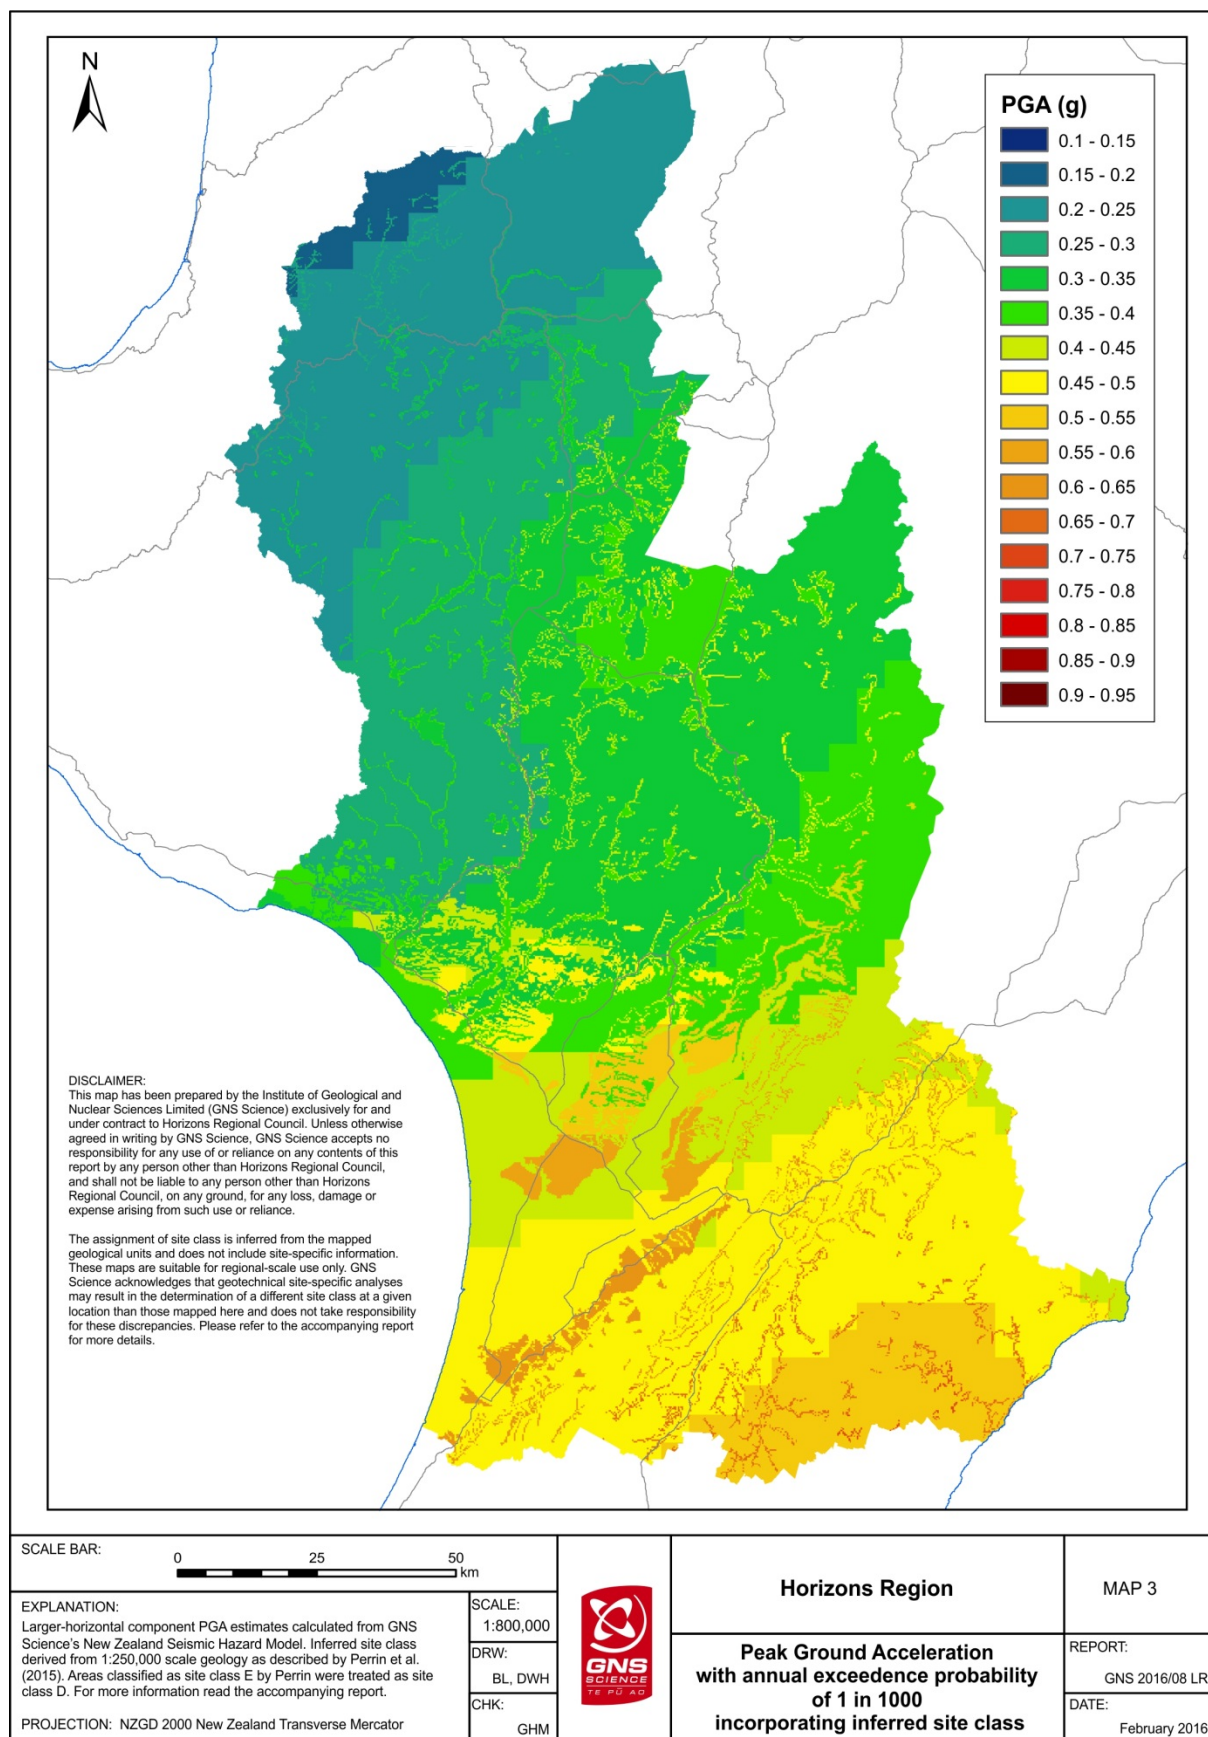 N
PGA (g)
0.1 - 0.15
0.15 - 0.2
0.2 - 0.25
0.25 - 0.3
0.3 - 0.35
0.35 - 0.4
0.4 - 0.45
0.45 - 0.5
0.5 - 0.55
0.55 - 0.6
0.6 - 0.65
0.65 - 0.7
0.7 - 0.75
0.75 - 0.8
0.8 - 0.85
0.85 - 0.9
0.9 - 0.95
DISCLAIMER:
This map has been prepared by the Institute of Geological and
Nuclear Sciences Limited (GNS Science) exclusively for and
under contract to Horizons Regional Council. Unless otherwise
agreed in writing by GNS Science, GNS Science accepts no
responsibility for any use of or reliance on any contents of this
report by any person other than Horizons Regional Council,
and shall not be liable to any person other than Horizons
Regional Council, on any ground, for any loss, damage or
expense arising from such use or reliance.
The assignment of site class is inferred from the mapped
geological units and does not include site-specific information.
These maps are suitable for regional-scale use only. GNS
Science acknowledges that geotechnical site-specific analyses
may result in the determination of a different site class at a given
location than those mapped here and does not take responsibility
for these discrepancies. Please refer to the accompanying report
for more details.
SCALE BAR:
0 25 50
km
EXPLANATION:
Larger-horizontal component PGA estimates calculated from GNS
Science's New Zealand Seismic Hazard Model. Inferred site class
derived from 1:250,000 scale geology as described by Perrin et al.
(2015). Areas classified as site class E by Perrin were treated as site
class D. For more information read the accompanying report.
PROJECTION: NZGD 2000 New Zealand Transverse Mercator
SCALE:
1:800,000
DRW:
BL, DWH
CHK:
GHM
GNS
SCIENCE
TE PŪ AO
Horizons Region
Peak Ground Acceleration
with annual exceedence probability
of 1 in 1000
incorporating inferred site class
MAP 3
REPORT:
GNS 2016/08 LR
DATE:
February 2016